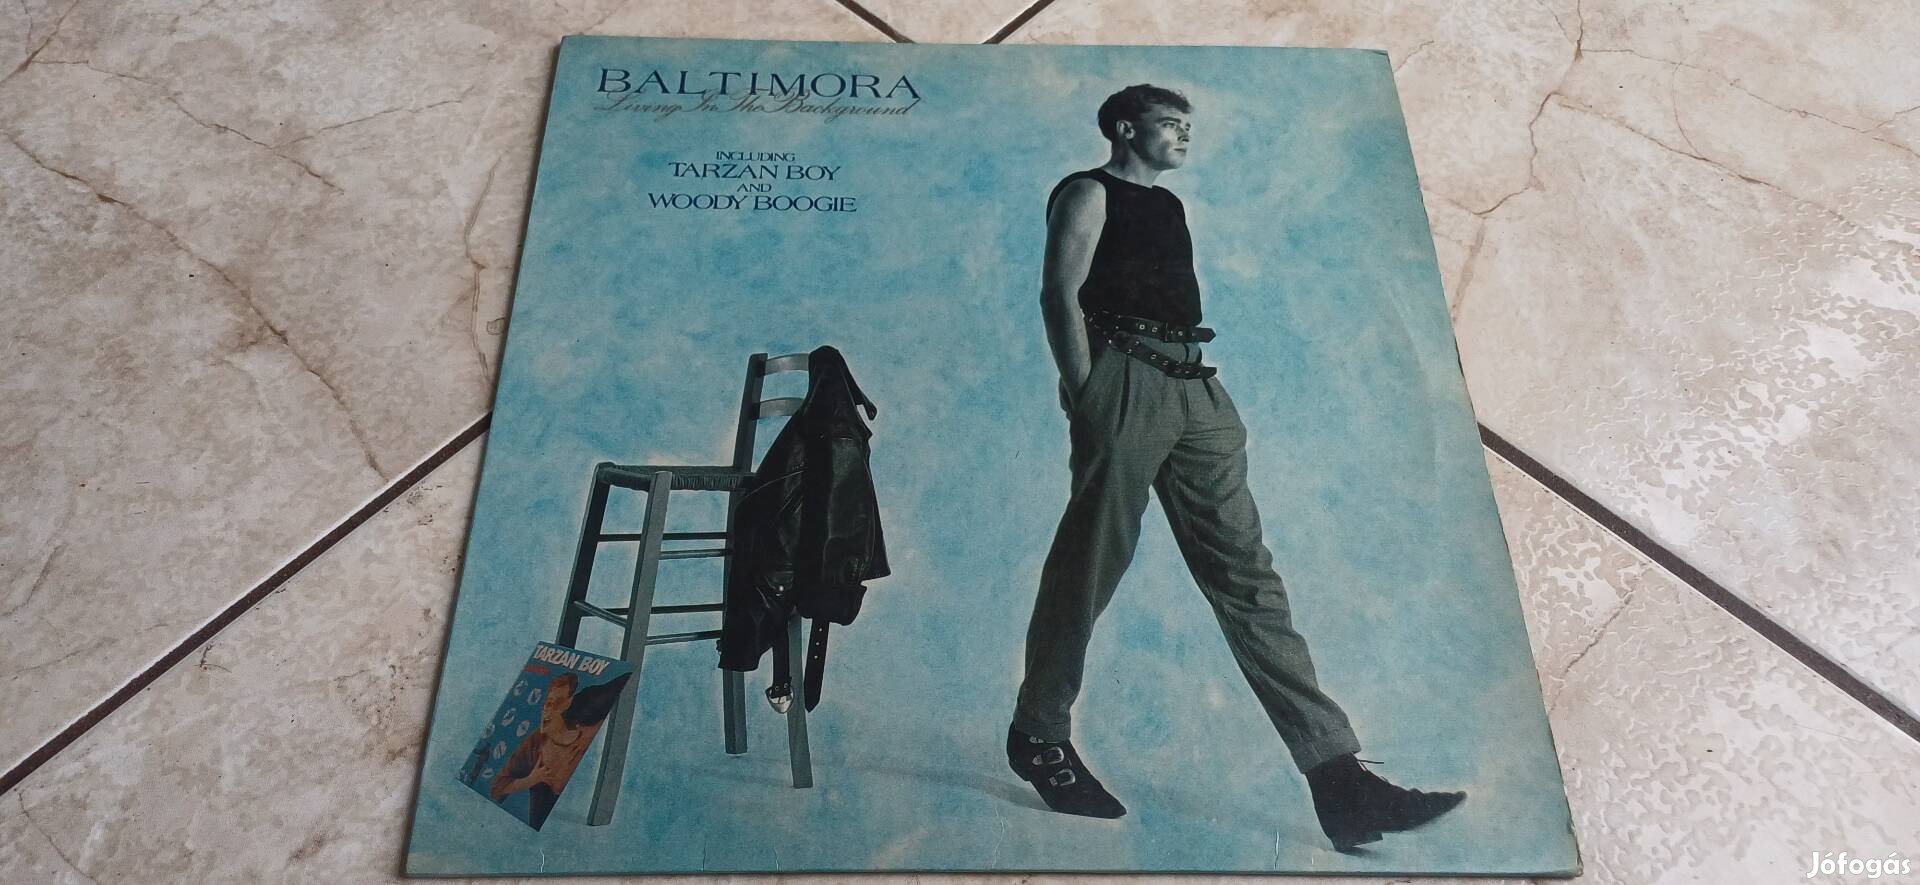 BALTIMORA
Living In The Background
INCLUDING
TARZAN BOY
AND
WOODY BOOGIE
TARZAN BOY
Jófogás